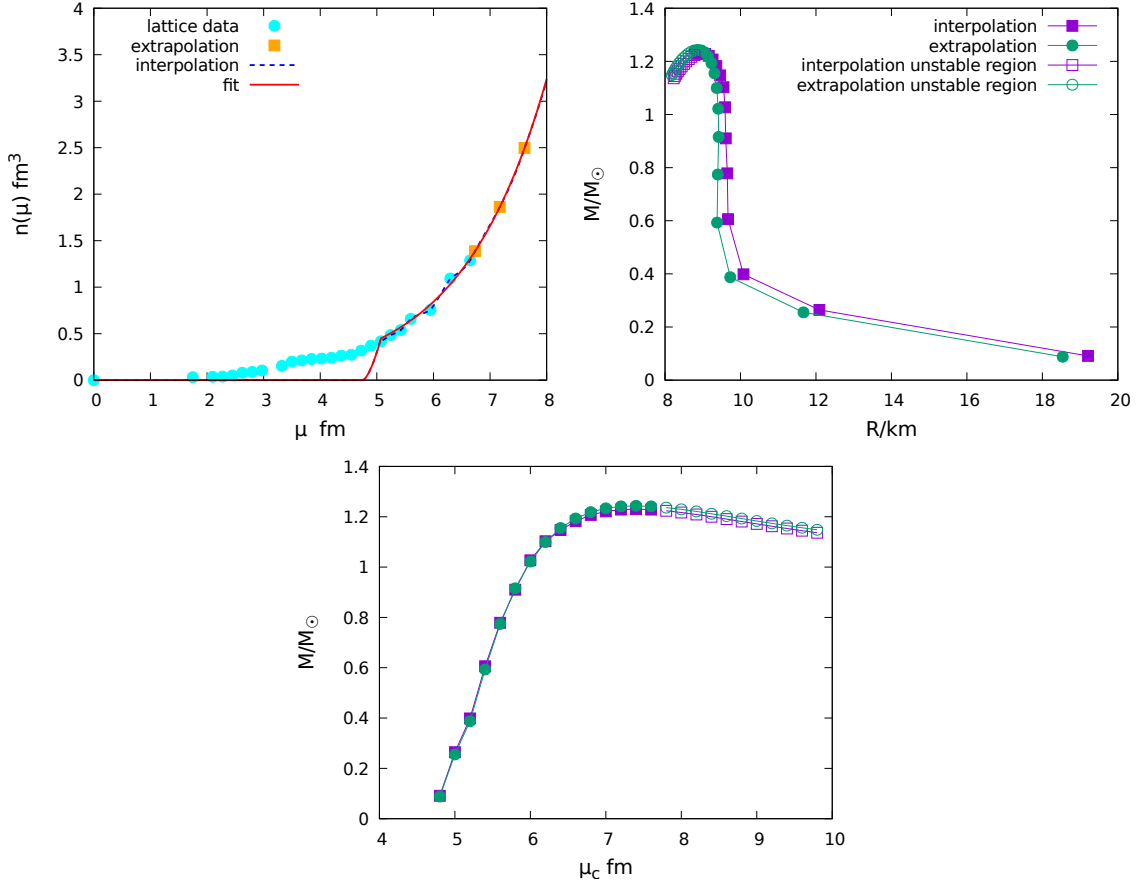 lattice data
extrapolation
interpolation
fit
n(μ) fm³
4
3.5
3
2.5
2
1.5
1
0.5
0
0 1 2 3 4 5 6 7 8
μ fm
interpolation
extrapolation
interpolation unstable region
extrapolation unstable region
M/M☉
1.4
1.2
1
0.8
0.6
0.4
0.2
0
8 10 12 14 16 18 20
R/km
M/M☉
1.4
1.2
1
0.8
0.6
0.4
0.2
0
4 5 6 7 8 9 10
μc fm